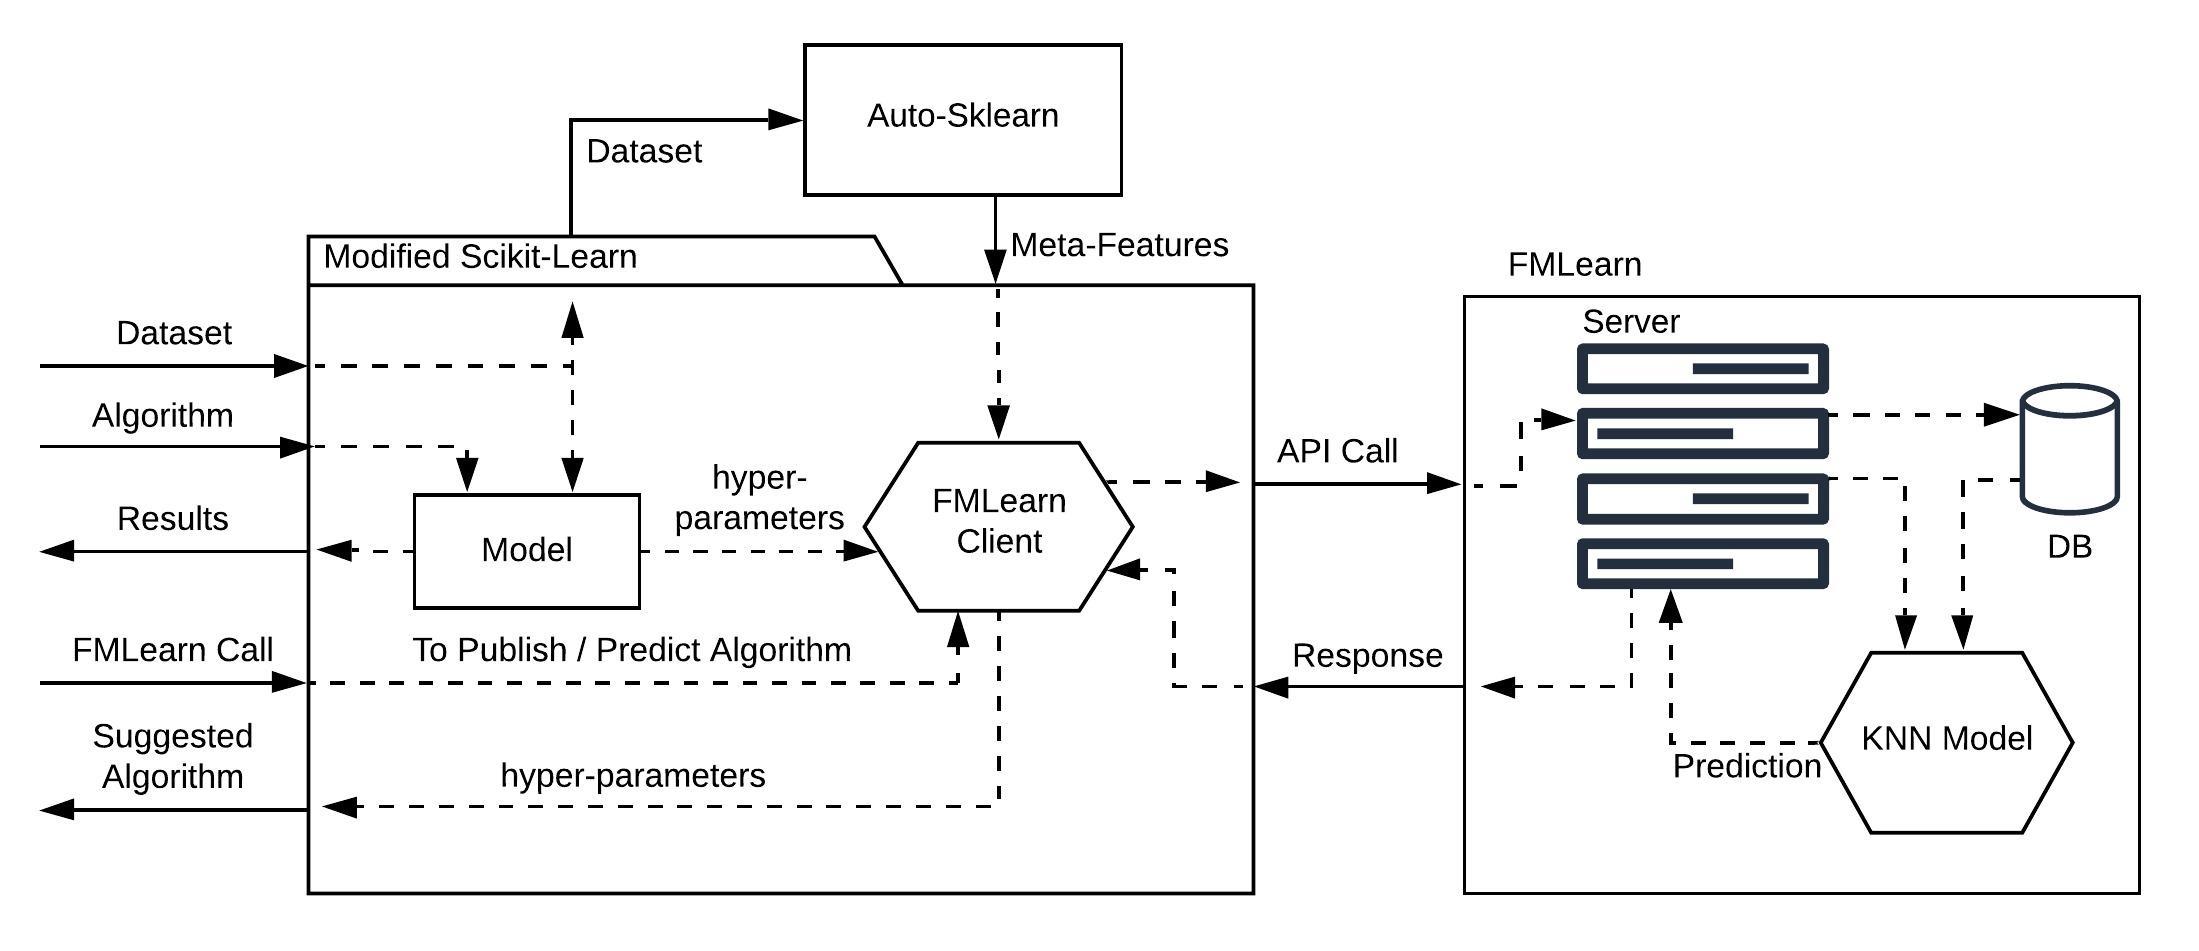 Auto-Sklearn
Dataset
Meta-Features
Modified Scikit-Learn
FMLearn
Server
Dataset
Algorithm
Results
FMLearn Call
Suggested
Algorithm
Model
hyper-
parameters
FMLearn
Client
To Publish / Predict Algorithm
hyper-parameters
API Call
Response
DB
KNN Model
Prediction